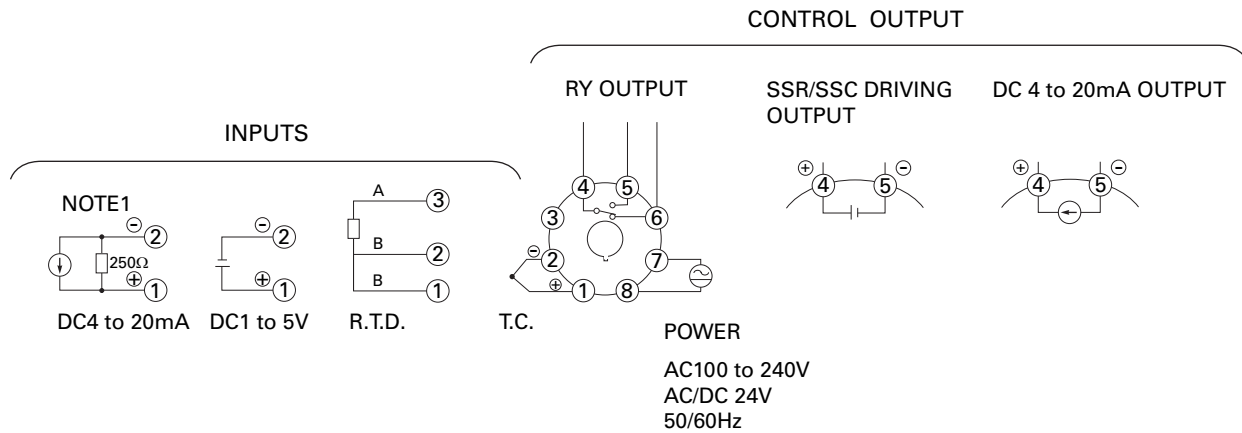 CONTROL OUTPUT
RY OUTPUT
SSR/SSC DRIVING
OUTPUT
DC 4 to 20mA OUTPUT
INPUTS
NOTE1
⊖ 2
250Ω
⊕ 1
DC4 to 20mA
⊖ 2
⊕ 1
DC1 to 5V
A 3
B 2
B 1
R.T.D.
4 5
3 6
⊖ 2 7
⊕ 1 8
T.C.
⊕ 4 5 ⊖
⊕ 4 5 ⊖
POWER
AC100 to 240V
AC/DC 24V
50/60Hz